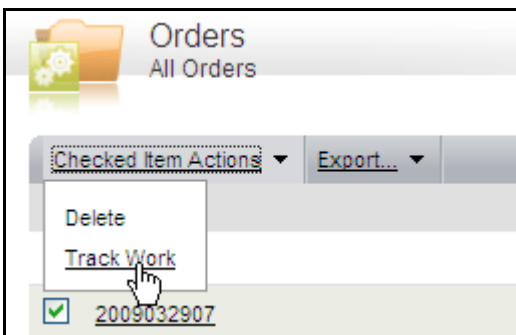 Orders
All Orders
Checked Item Actions Export...
Delete
Track Work
2009032907